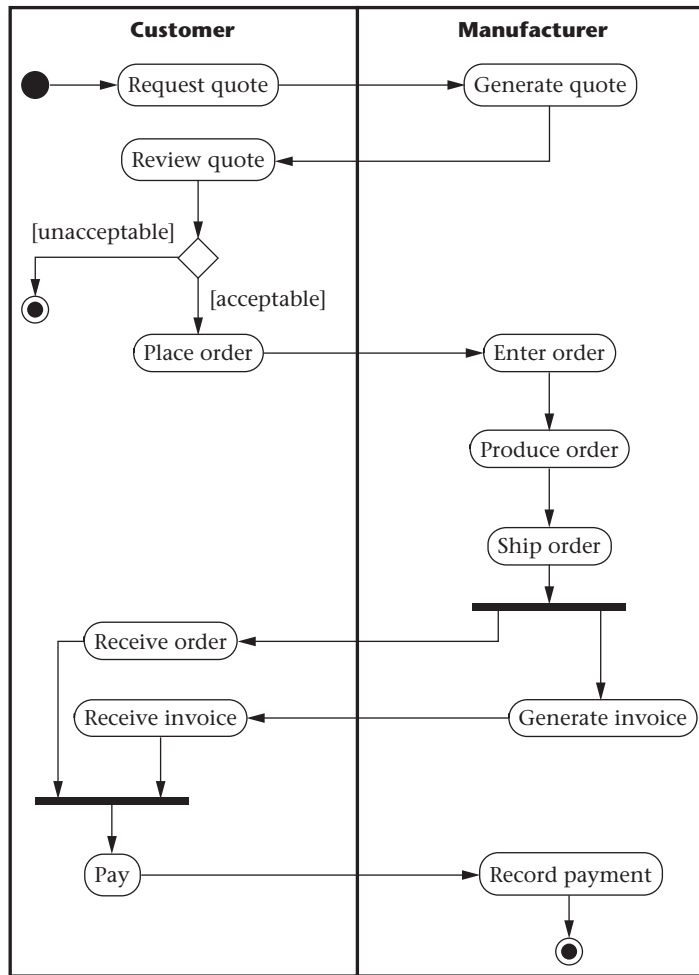 Customer
Manufacturer
Request quote
Generate quote
Review quote
[unacceptable]
[acceptable]
Place order
Enter order
Produce order
Ship order
Receive order
Receive invoice
Generate invoice
Pay
Record payment